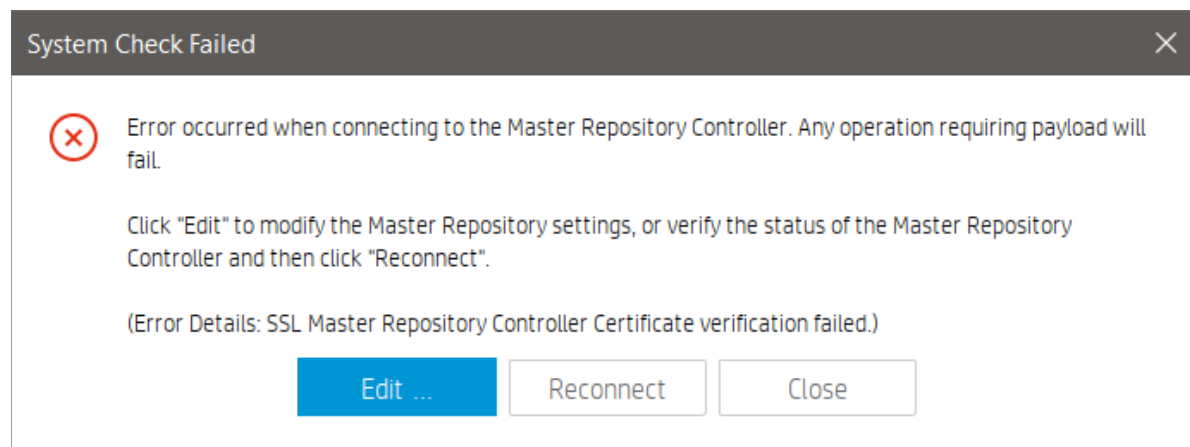 System Check Failed
Error occurred when connecting to the Master Repository Controller. Any operation requiring payload will
fail.
Click "Edit" to modify the Master Repository settings, or verify the status of the Master Repository
Controller and then click "Reconnect".
(Error Details: SSL Master Repository Controller Certificate verification failed.)
Edit ...
Reconnect
Close